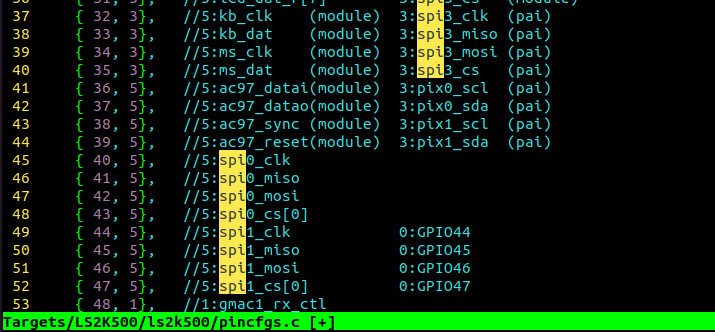 37     { 32, 3},   //5:kb_clk    (module)  3:spi3_clk  (pai)
38     { 33, 3},   //5:kb_dat    (module)  3:spi3_miso (pai)
39     { 34, 3},   //5:ms_clk    (module)  3:spi3_mosi (pai)
40     { 35, 3},   //5:ms_dat    (module)  3:spi3_cs   (pai)
41     { 36, 5},   //5:ac97_datai(module)  3:pix0_scl  (pai)
42     { 37, 5},   //5:ac97_datao(module)  3:pix0_sda  (pai)
43     { 38, 5},   //5:ac97_sync (module)  3:pix1_scl  (pai)
44     { 39, 5},   //5:ac97_reset(module)  3:pix1_sda  (pai)
45     { 40, 5},   //5:spi0_clk
46     { 41, 5},   //5:spi0_miso
47     { 42, 5},   //5:spi0_mosi
48     { 43, 5},   //5:spi0_cs[0]
49     { 44, 5},   //5:spi1_clk            0:GPIO44
50     { 45, 5},   //5:spi1_miso           0:GPIO45
51     { 46, 5},   //5:spi1_mosi           0:GPIO46
52     { 47, 5},   //5:spi1_cs[0]          0:GPIO47
53     { 48, 1},   //1:gmac1_rx_ctl
Targets/LS2K500/ls2k500/pincfgs.c [+]